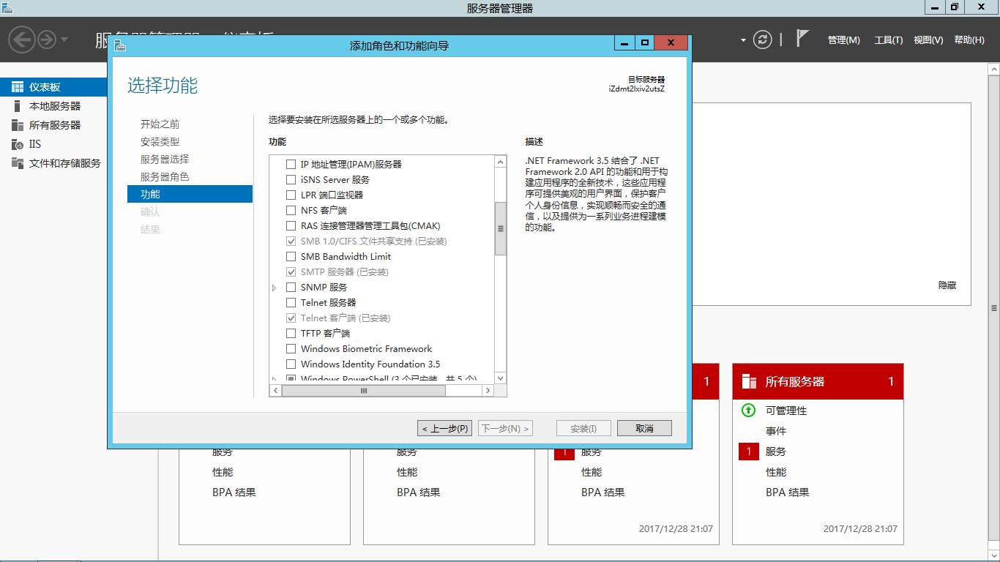 服务器管理器
管理(M) 工具(T) 视图(V) 帮助(H)
仪表板
本地服务器
所有服务器
IIS
文件和存储服务
添加角色和功能向导
选择功能
目标服务器
iZdmt2lxiv2utsZ
开始之前
安装类型
服务器选择
服务器角色
功能
确认
结果
选择要安装在所选服务器上的一个或多个功能。
功能
IP 地址管理(IPAM)服务器
iSNS Server 服务
LPR 端口监视器
NFS 客户端
RAS 连接管理器管理工具包(CMAK)
SMB 1.0/CIFS 文件共享支持 (已安装)
SMB Bandwidth Limit
SMTP 服务器 (已安装)
SNMP 服务
Telnet 服务器
Telnet 客户端 (已安装)
TFTP 客户端
Windows Biometric Framework
Windows Identity Foundation 3.5
Windows PowerShell (3 个已安装，共 5 个)
描述
.NET Framework 3.5 结合了 .NET
Framework 2.0 API 的功能和用于构
建应用程序的全新技术，这些应用程
序可提供美观的用户界面，保护客户
个人身份信息，实现顺畅而安全的通
信，以及提供为一系列业务进程建模
的功能。
< 上一步(P) 下一步(N) > 安装(I) 取消
隐藏
服务
性能
BPA 结果
服务
性能
BPA 结果
1
1 服务
性能
BPA 结果
2017/12/28 21:07
所有服务器 1
可管理性
事件
1 服务
性能
BPA 结果
2017/12/28 21:07